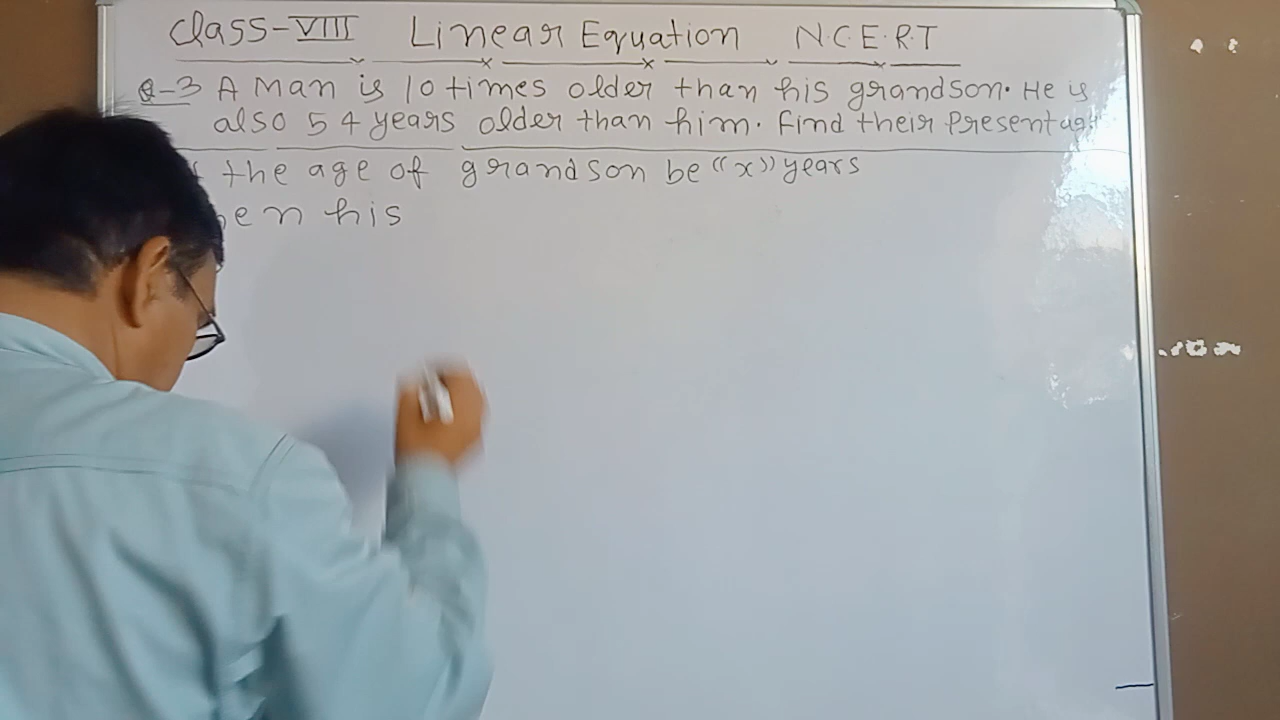 Class-VIII Linear Equation N.C.E.R.T
Q-3 A Man is 10 times older than his grandson. He is
also 54 years older than him. Find their Present
the age of grandson be "x" years
his